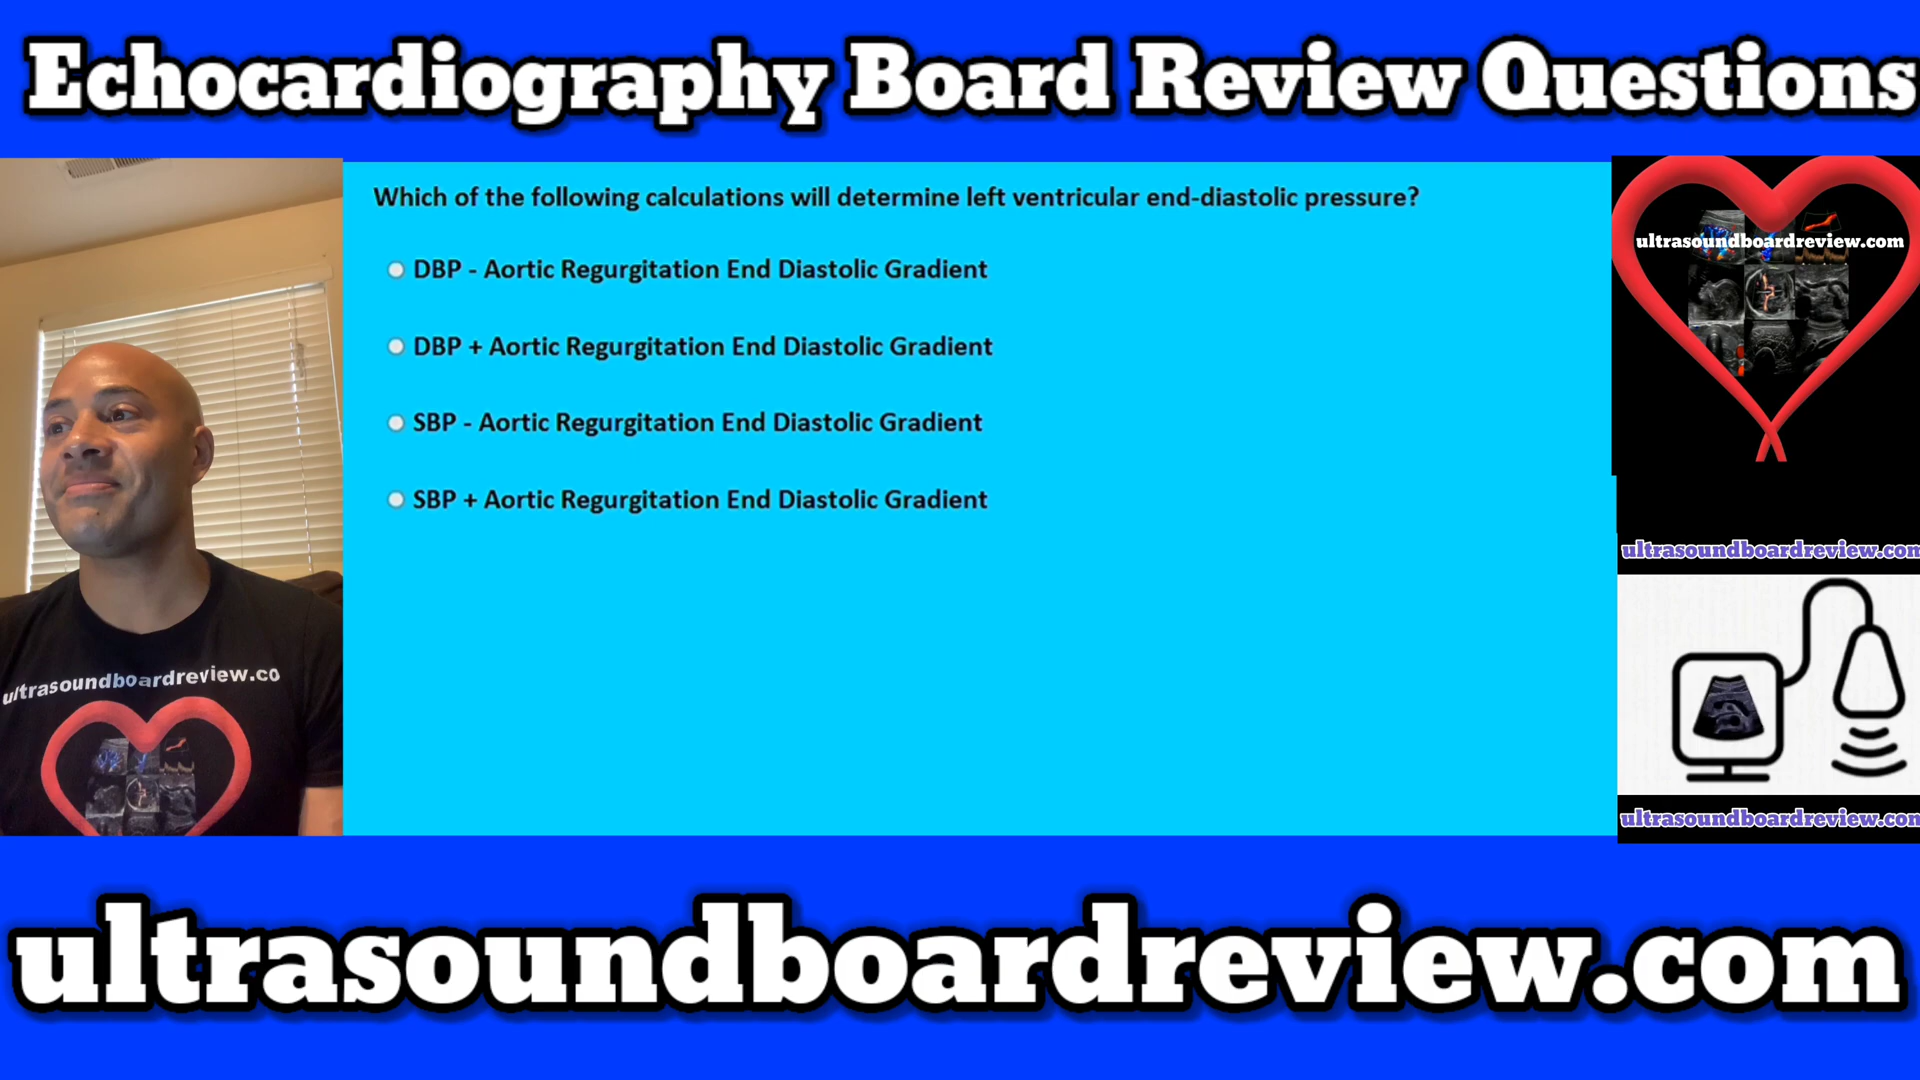 Echocardiography Board Review Questions
Which of the following calculations will determine left ventricular end-diastolic pressure?
DBP - Aortic Regurgitation End Diastolic Gradient
DBP + Aortic Regurgitation End Diastolic Gradient
SBP - Aortic Regurgitation End Diastolic Gradient
SBP + Aortic Regurgitation End Diastolic Gradient
ultrasoundboardreview.co
ultrasoundboardreview.com
ultrasoundboardreview.com
ultrasoundboardreview.com
ultrasoundboardreview.com